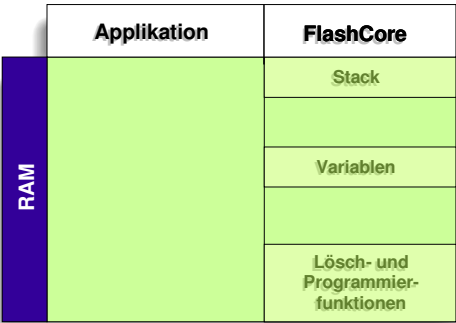 Applikation
FlashCore
RAM
Stack
Variablen
Lösch- und
Programmier-
funktionen